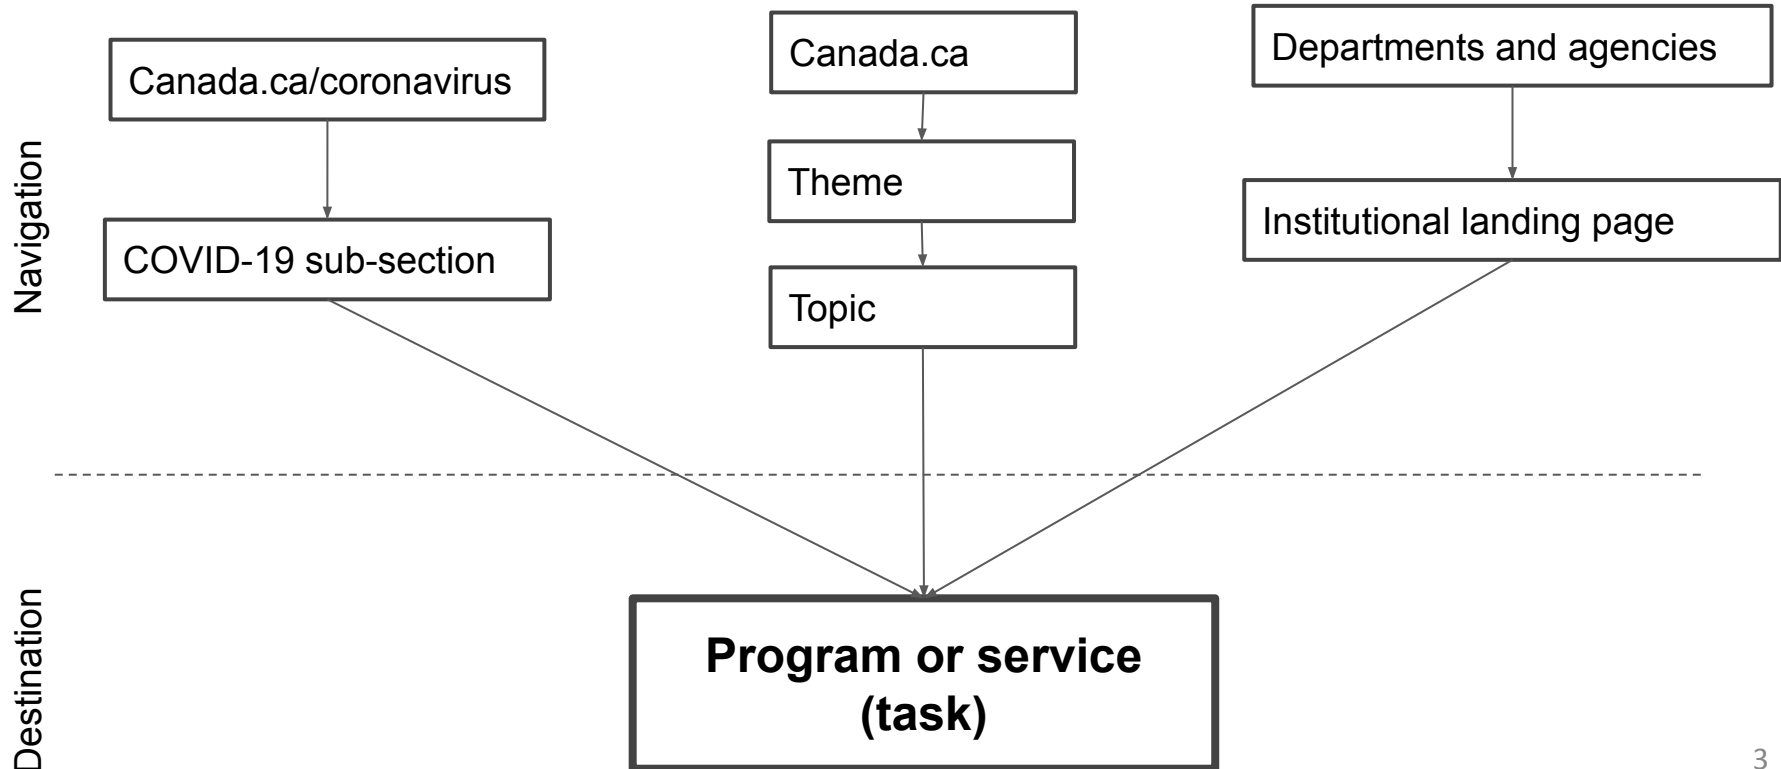 Navigation
Canada.ca/coronavirus
COVID-19 sub-section
Canada.ca
Theme
Topic
Departments and agencies
Institutional landing page
Destination
Program or service
(task)
3